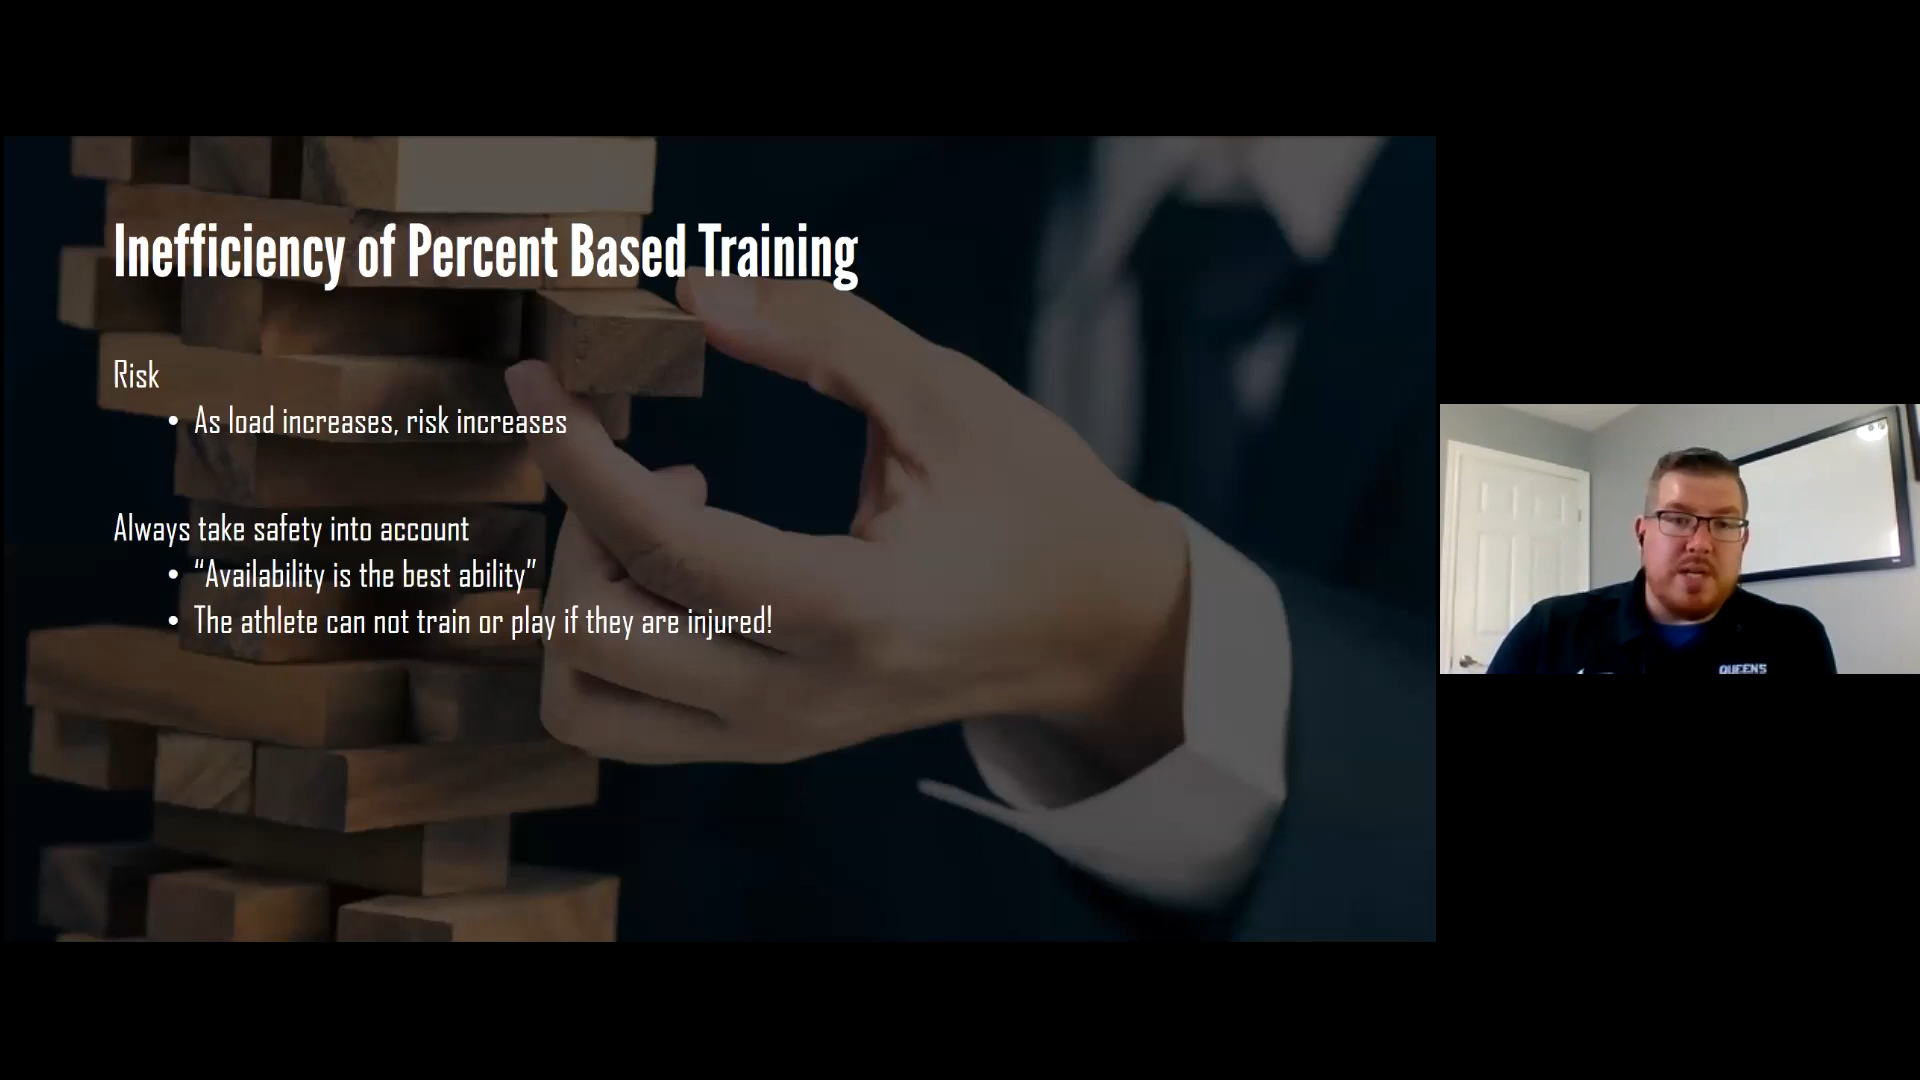 Inefficiency of Percent Based Training
Risk
• As load increases, risk increases
Always take safety into account
• “Availability is the best ability”
• The athlete can not train or play if they are injured!
QUEENS